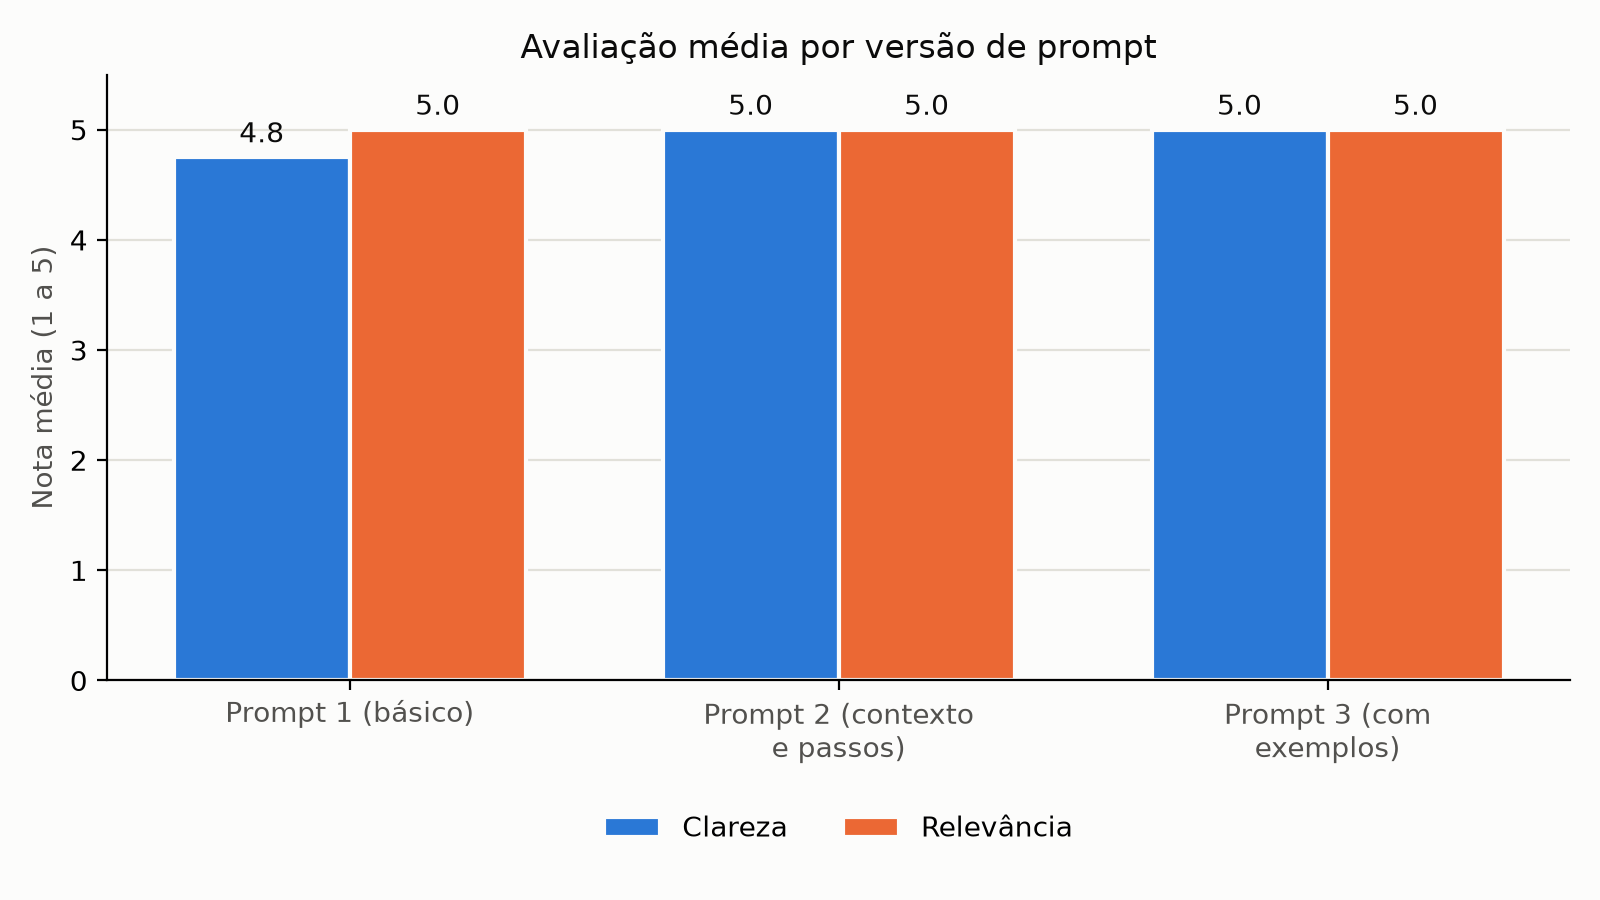 Avaliação média por versão de prompt
Nota média (1 a 5)
5
4
3
2
1
0
4.8
5.0
5.0
5.0
5.0
5.0
Prompt 1 (básico)
Prompt 2 (contexto
e passos)
Prompt 3 (com
exemplos)
Clareza
Relevância